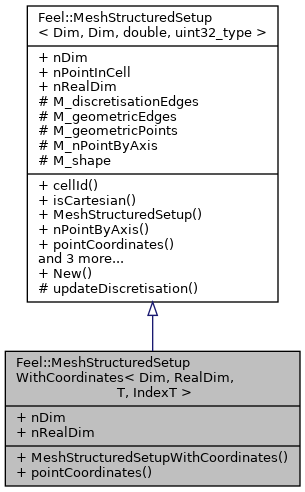 Feel::MeshStructuredSetup
< Dim, Dim, double, uint32_type >
+ nDim
+ nPointInCell
+ nRealDim
# M_discretisationEdges
# M_geometricEdges
# M_geometricPoints
# M_nPointByAxis
# M_shape
+ cellId()
+ isCartesian()
+ MeshStructuredSetup()
+ nPointByAxis()
+ pointCoordinates()
and 3 more...
+ New()
# updateDiscretisation()
Feel::MeshStructuredSetup
WithCoordinates< Dim, RealDim,
T, IndexT >
+ nDim
+ nRealDim
+ MeshStructuredSetupWithCoordinates()
+ pointCoordinates()